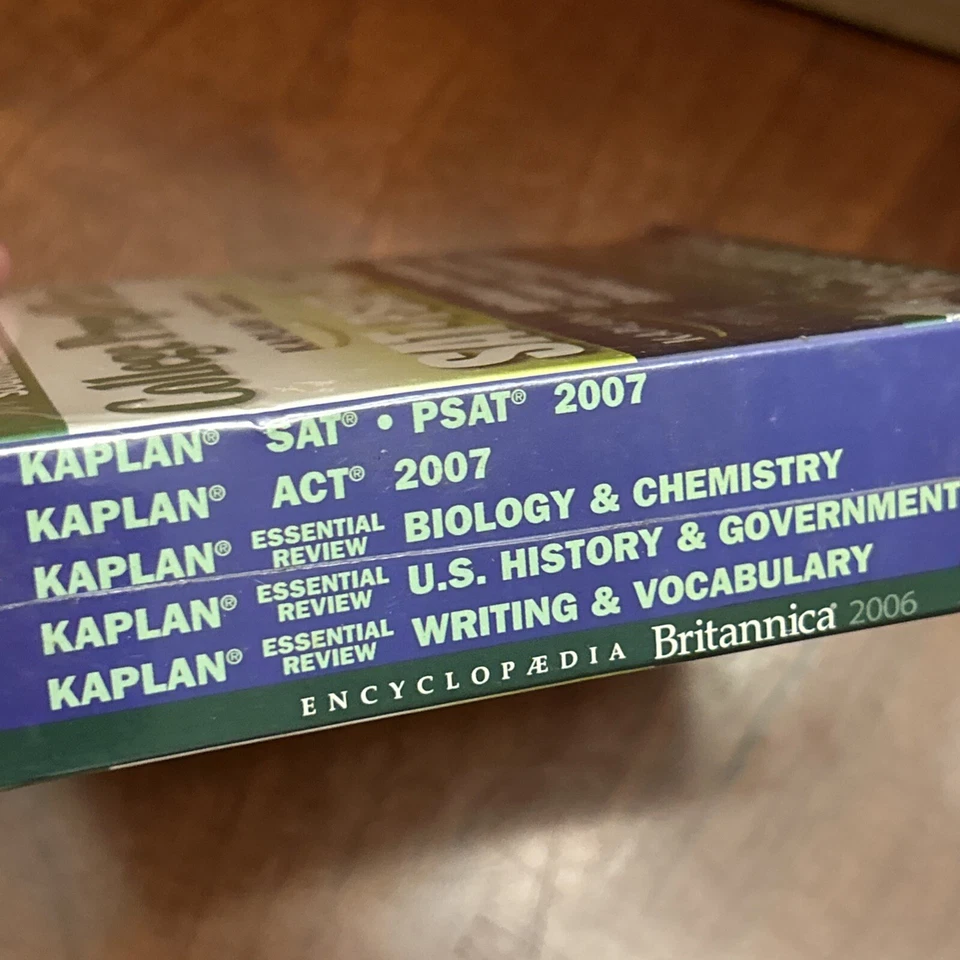 KAPLAN® SAT® • PSAT® 2007
KAPLAN® ACT® 2007
KAPLAN® ESSENTIAL REVIEW BIOLOGY & CHEMISTRY
KAPLAN® ESSENTIAL REVIEW U.S. HISTORY & GOVERNMENT
KAPLAN® ESSENTIAL REVIEW WRITING & VOCABULARY
ENCYCLOPÆDIA Britannica® 2006